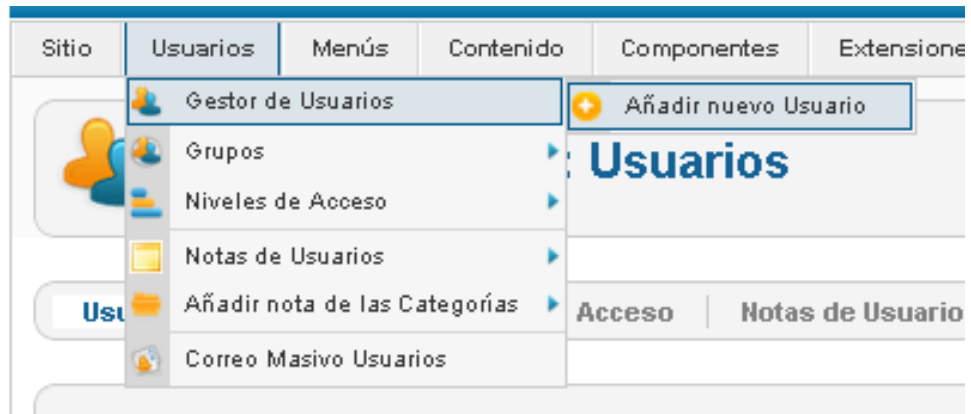 Sitio Usuarios Menús Contenido Componentes Extensione
Gestor de Usuarios Añadir nuevo Usuario
Grupos : Usuarios
Niveles de Acceso
Notas de Usuarios
Usu Añadir nota de las Categorías Acceso Notas de Usuario
Correo Masivo Usuarios